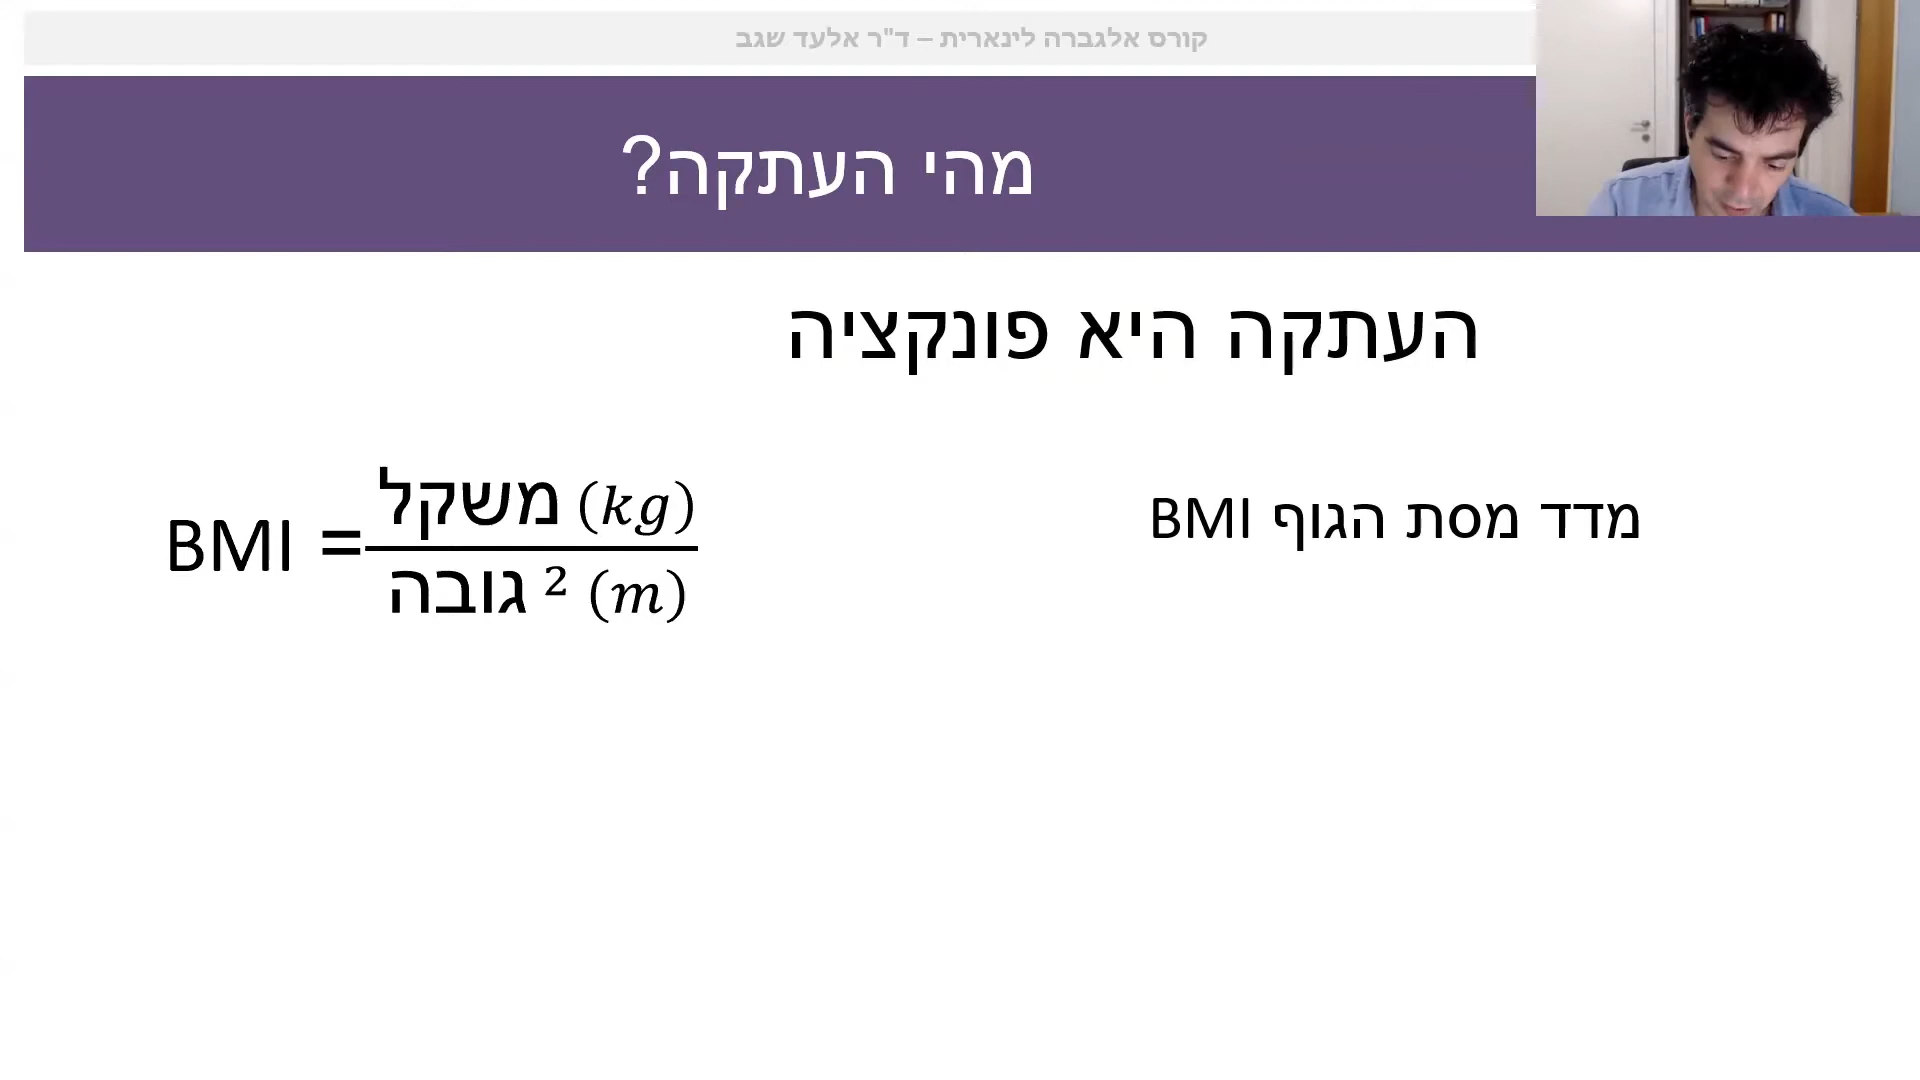 קורס אלגברה לינארית – ד"ר אלעד שגב
מהי העתקה?
העתקה היא פונקציה
מדד מסת הגוף BMI
BMI = משקל (kg) / גובה ² (m)